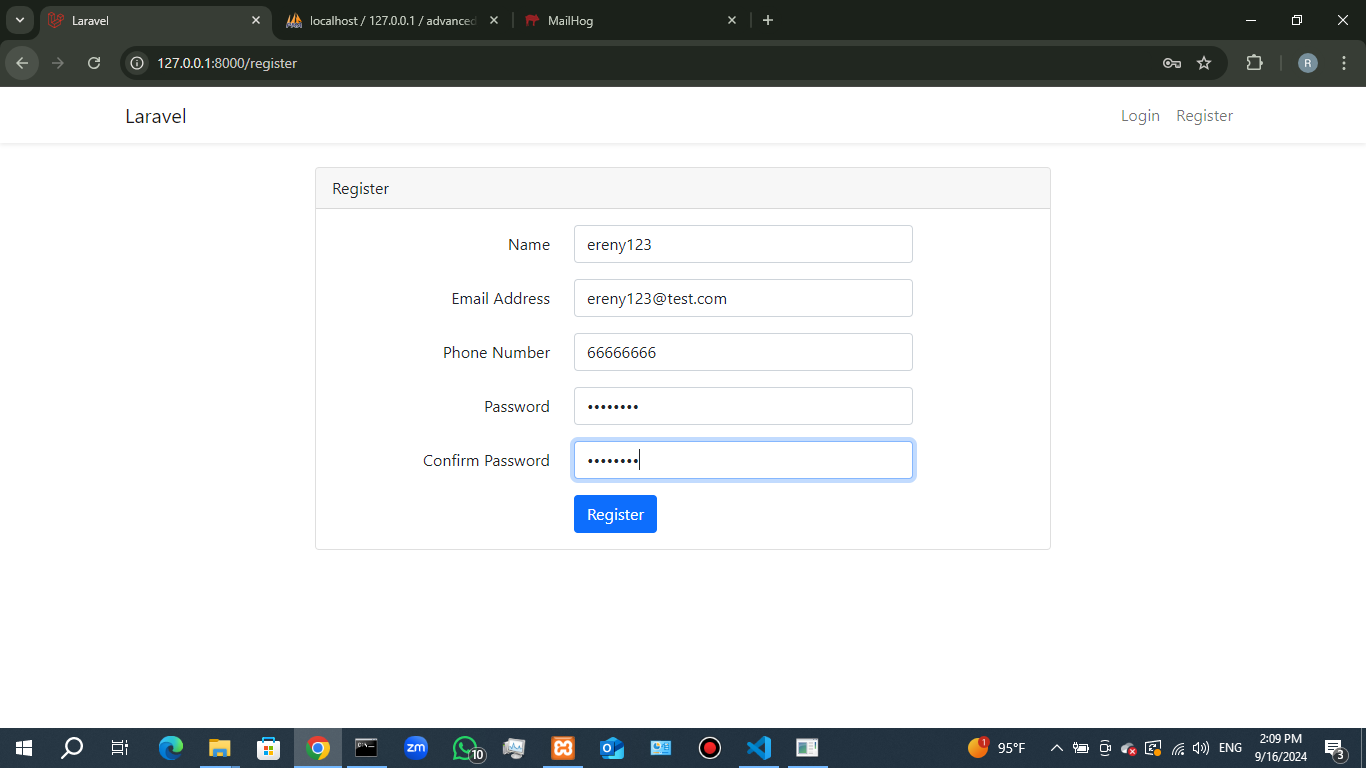 Laravel
localhost / 127.0.0.1 / advanced
MailHog
127.0.0.1:8000/register
R
Laravel
Login Register
Register
Name ereny123
Email Address ereny123@test.com
Phone Number 66666666
Password ••••••••
Confirm Password ••••••••
Register
zm
10
1
95°F
ENG
2:09 PM
9/16/2024
3